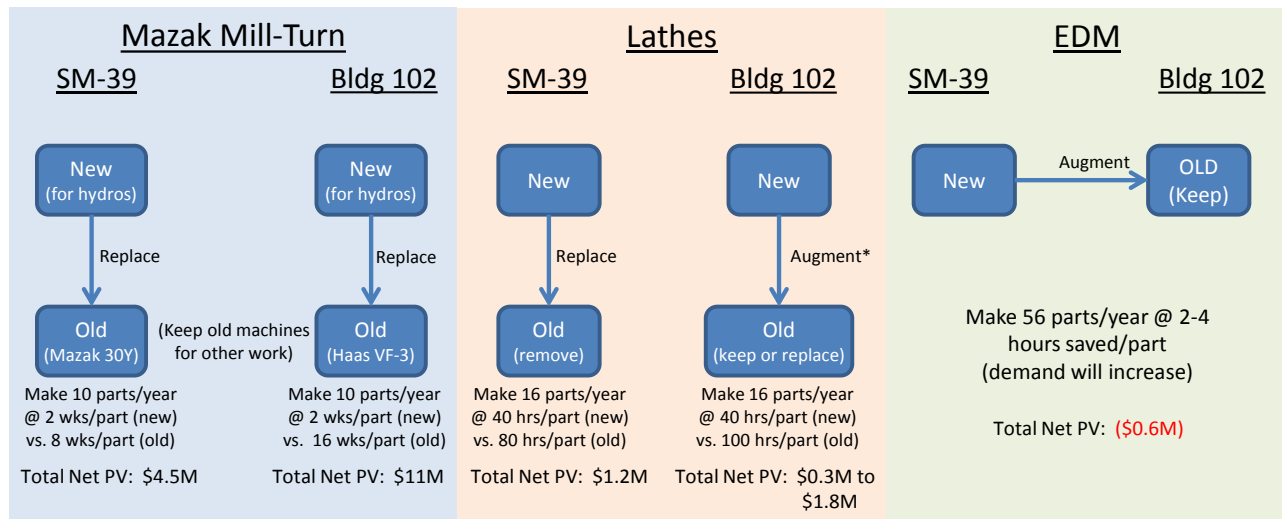 Mazak Mill-Turn
SM-39
Bldg 102
New
(for hydros)
New
(for hydros)
Replace
Replace
Old
(Mazak 30Y)
(Keep old machines
for other work)
Old
(Haas VF-3)
Make 10 parts/year
@ 2 wks/part (new)
vs. 8 wks/part (old)
Make 10 parts/year
@ 2 wks/part (new)
vs.  16 wks/part (old)
Total Net PV:  $4.5M
Total Net PV:  $11M
Lathes
SM-39
Bldg 102
New
New
Replace
Augment*
Old
(remove)
Old
(keep or replace)
Make 16 parts/year
@ 40 hrs/part (new)
vs. 80 hrs/part (old)
Make 16 parts/year
@ 40 hrs/part (new)
vs. 100 hrs/part (old)
Total Net PV:  $1.2M
Total Net PV:  $0.3M to
$1.8M
EDM
SM-39
Bldg 102
New
Augment
OLD
(Keep)
Make 56 parts/year @ 2-4
hours saved/part
(demand will increase)
Total Net PV:  ($0.6M)